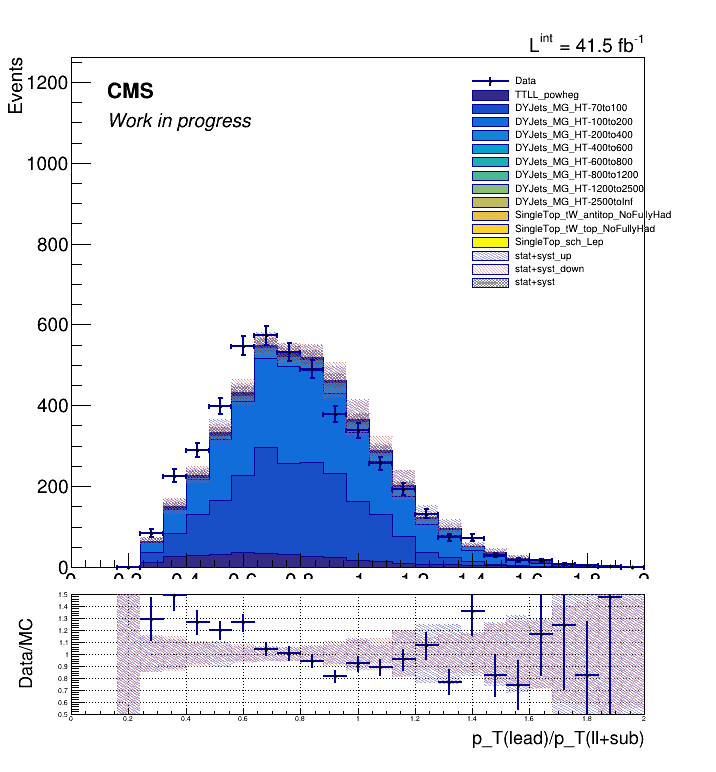 L^int = 41.5 fb^-1
Events
CMS
Work in progress
Data
TTLL_powheg
DYJets_MG_HT-70to100
DYJets_MG_HT-100to200
DYJets_MG_HT-200to400
DYJets_MG_HT-400to600
DYJets_MG_HT-600to800
DYJets_MG_HT-800to1200
DYJets_MG_HT-1200to2500
DYJets_MG_HT-2500toInf
SingleTop_tW_antitop_NoFullyHad
SingleTop_tW_top_NoFullyHad
SingleTop_sch_Lep
stat+syst_up
stat+syst_down
stat+syst
1200
1000
800
600
400
200
0
0 0.2 0.4 0.6 0.8 1 1.2 1.4 1.6 1.8 2
Data/MC
1.5
1.4
1.3
1.2
1.1
1
0.9
0.8
0.7
0.6
0.5
0 0.2 0.4 0.6 0.8 1 1.2 1.4 1.6 1.8 2
p_T(lead)/p_T(ll+sub)